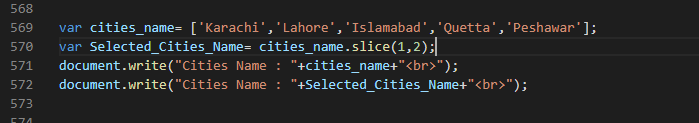 568
569 var cities_name= ['Karachi','Lahore','Islamabad','Quetta','Peshawar'];
570 var Selected_Cities_Name= cities_name.slice(1,2);
571 document.write("Cities Name : "+cities_name+"<br>");
572 document.write("Cities Name : "+Selected_Cities_Name+"<br>");
573
574